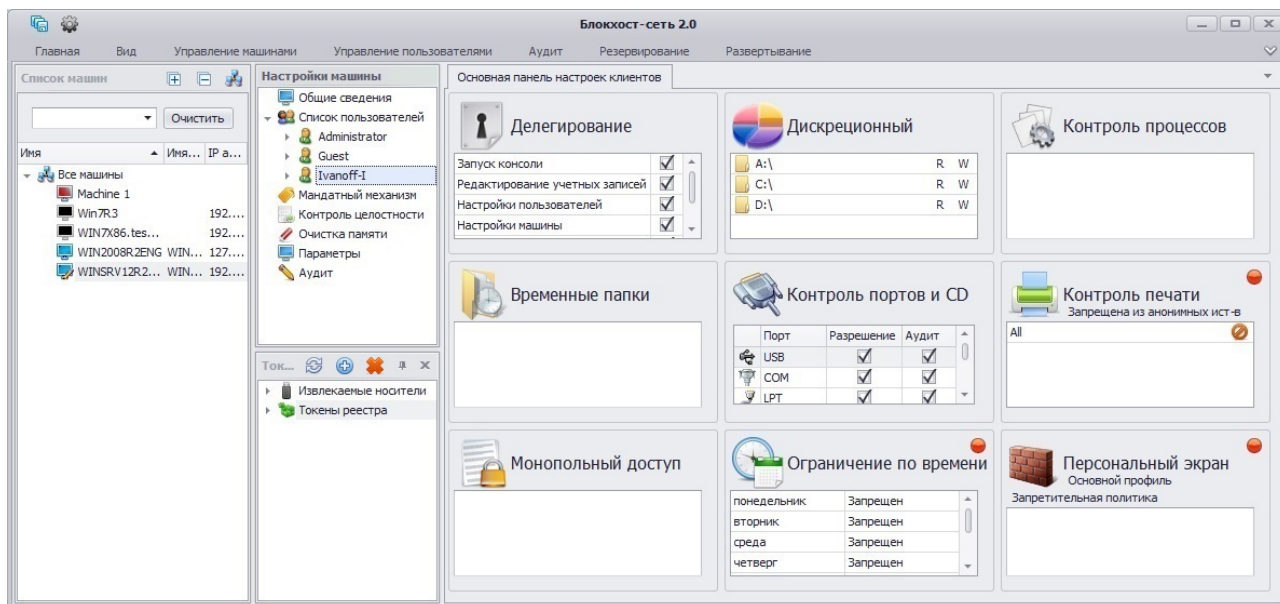 Блокхост-сеть 2.0
Главная Вид Управление машинами Управление пользователями Аудит Резервирование Развертывание
Список машин
Очистить
Имя Имя... IP а...
Все машины
Machine 1
Win7R3 192....
WIN7X86.tes... 192....
WIN2008R2ENG WIN... 127....
WINSRV12R2... WIN... 192....
Настройки машины
Общие сведения
Список пользователей
Administrator
Guest
Ivanoff-I
Мандатный механизм
Контроль целостности
Очистка памяти
Параметры
Аудит
Ток...
Извлекаемые носители
Токены реестра
Основная панель настроек клиентов
Делегирование
Запуск консоли
Редактирование учетных записей
Настройки пользователя
Настройки машины
Дискреционный
A:\ R W
C:\ R W
D:\ R W
Контроль процессов
Временные папки
Контроль портов и CD
Порт Разрешение Аудит
USB
COM
LPT
Контроль печати
Запрещена из анонимных ист-в
All
Монопольный доступ
Ограничение по времени
понедельник Запрещен
вторник Запрещен
среда Запрещен
четверг Запрещен
Персональный экран
Основной профиль
Запретительная политика